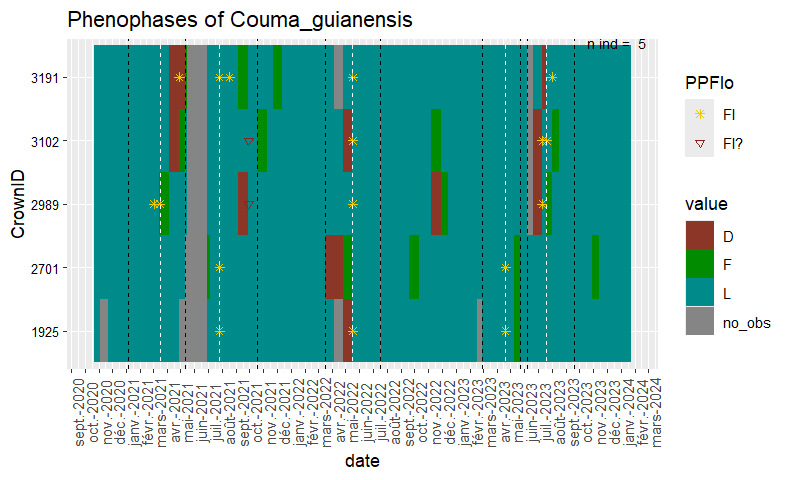 Phenophases of Couma_guianensis
n ind = 5
CrownID
3191
3102
2989
2701
1925
sept.-2020
oct.-2020
nov.-2020
déc.-2020
janv.-2021
févr.-2021
mars-2021
avr.-2021
mai-2021
juin-2021
juil.-2021
août-2021
sept.-2021
oct.-2021
nov.-2021
déc.-2021
janv.-2022
févr.-2022
mars-2022
avr.-2022
mai-2022
juin-2022
juil.-2022
août-2022
sept.-2022
oct.-2022
nov.-2022
déc.-2022
janv.-2023
févr.-2023
mars-2023
avr.-2023
mai-2023
juin-2023
juil.-2023
août-2023
sept.-2023
oct.-2023
nov.-2023
déc.-2023
janv.-2024
févr.-2024
mars-2024
date
PPFlo
Fl
Fl?
value
D
F
L
no_obs